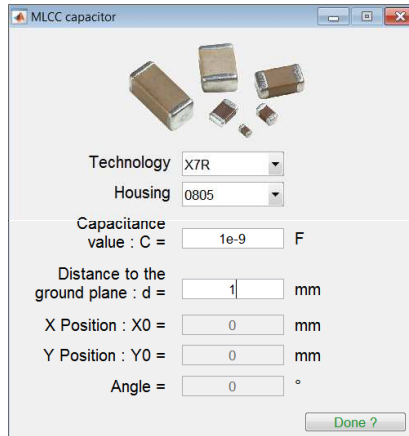 MLCC capacitor
Technology X7R
Housing 0805
Capacitance
value : C = 1e-9 F
Distance to the
ground plane : d = 1 mm
X Position : X0 = 0 mm
Y Position : Y0 = 0 mm
Angle = 0 °
Done ?